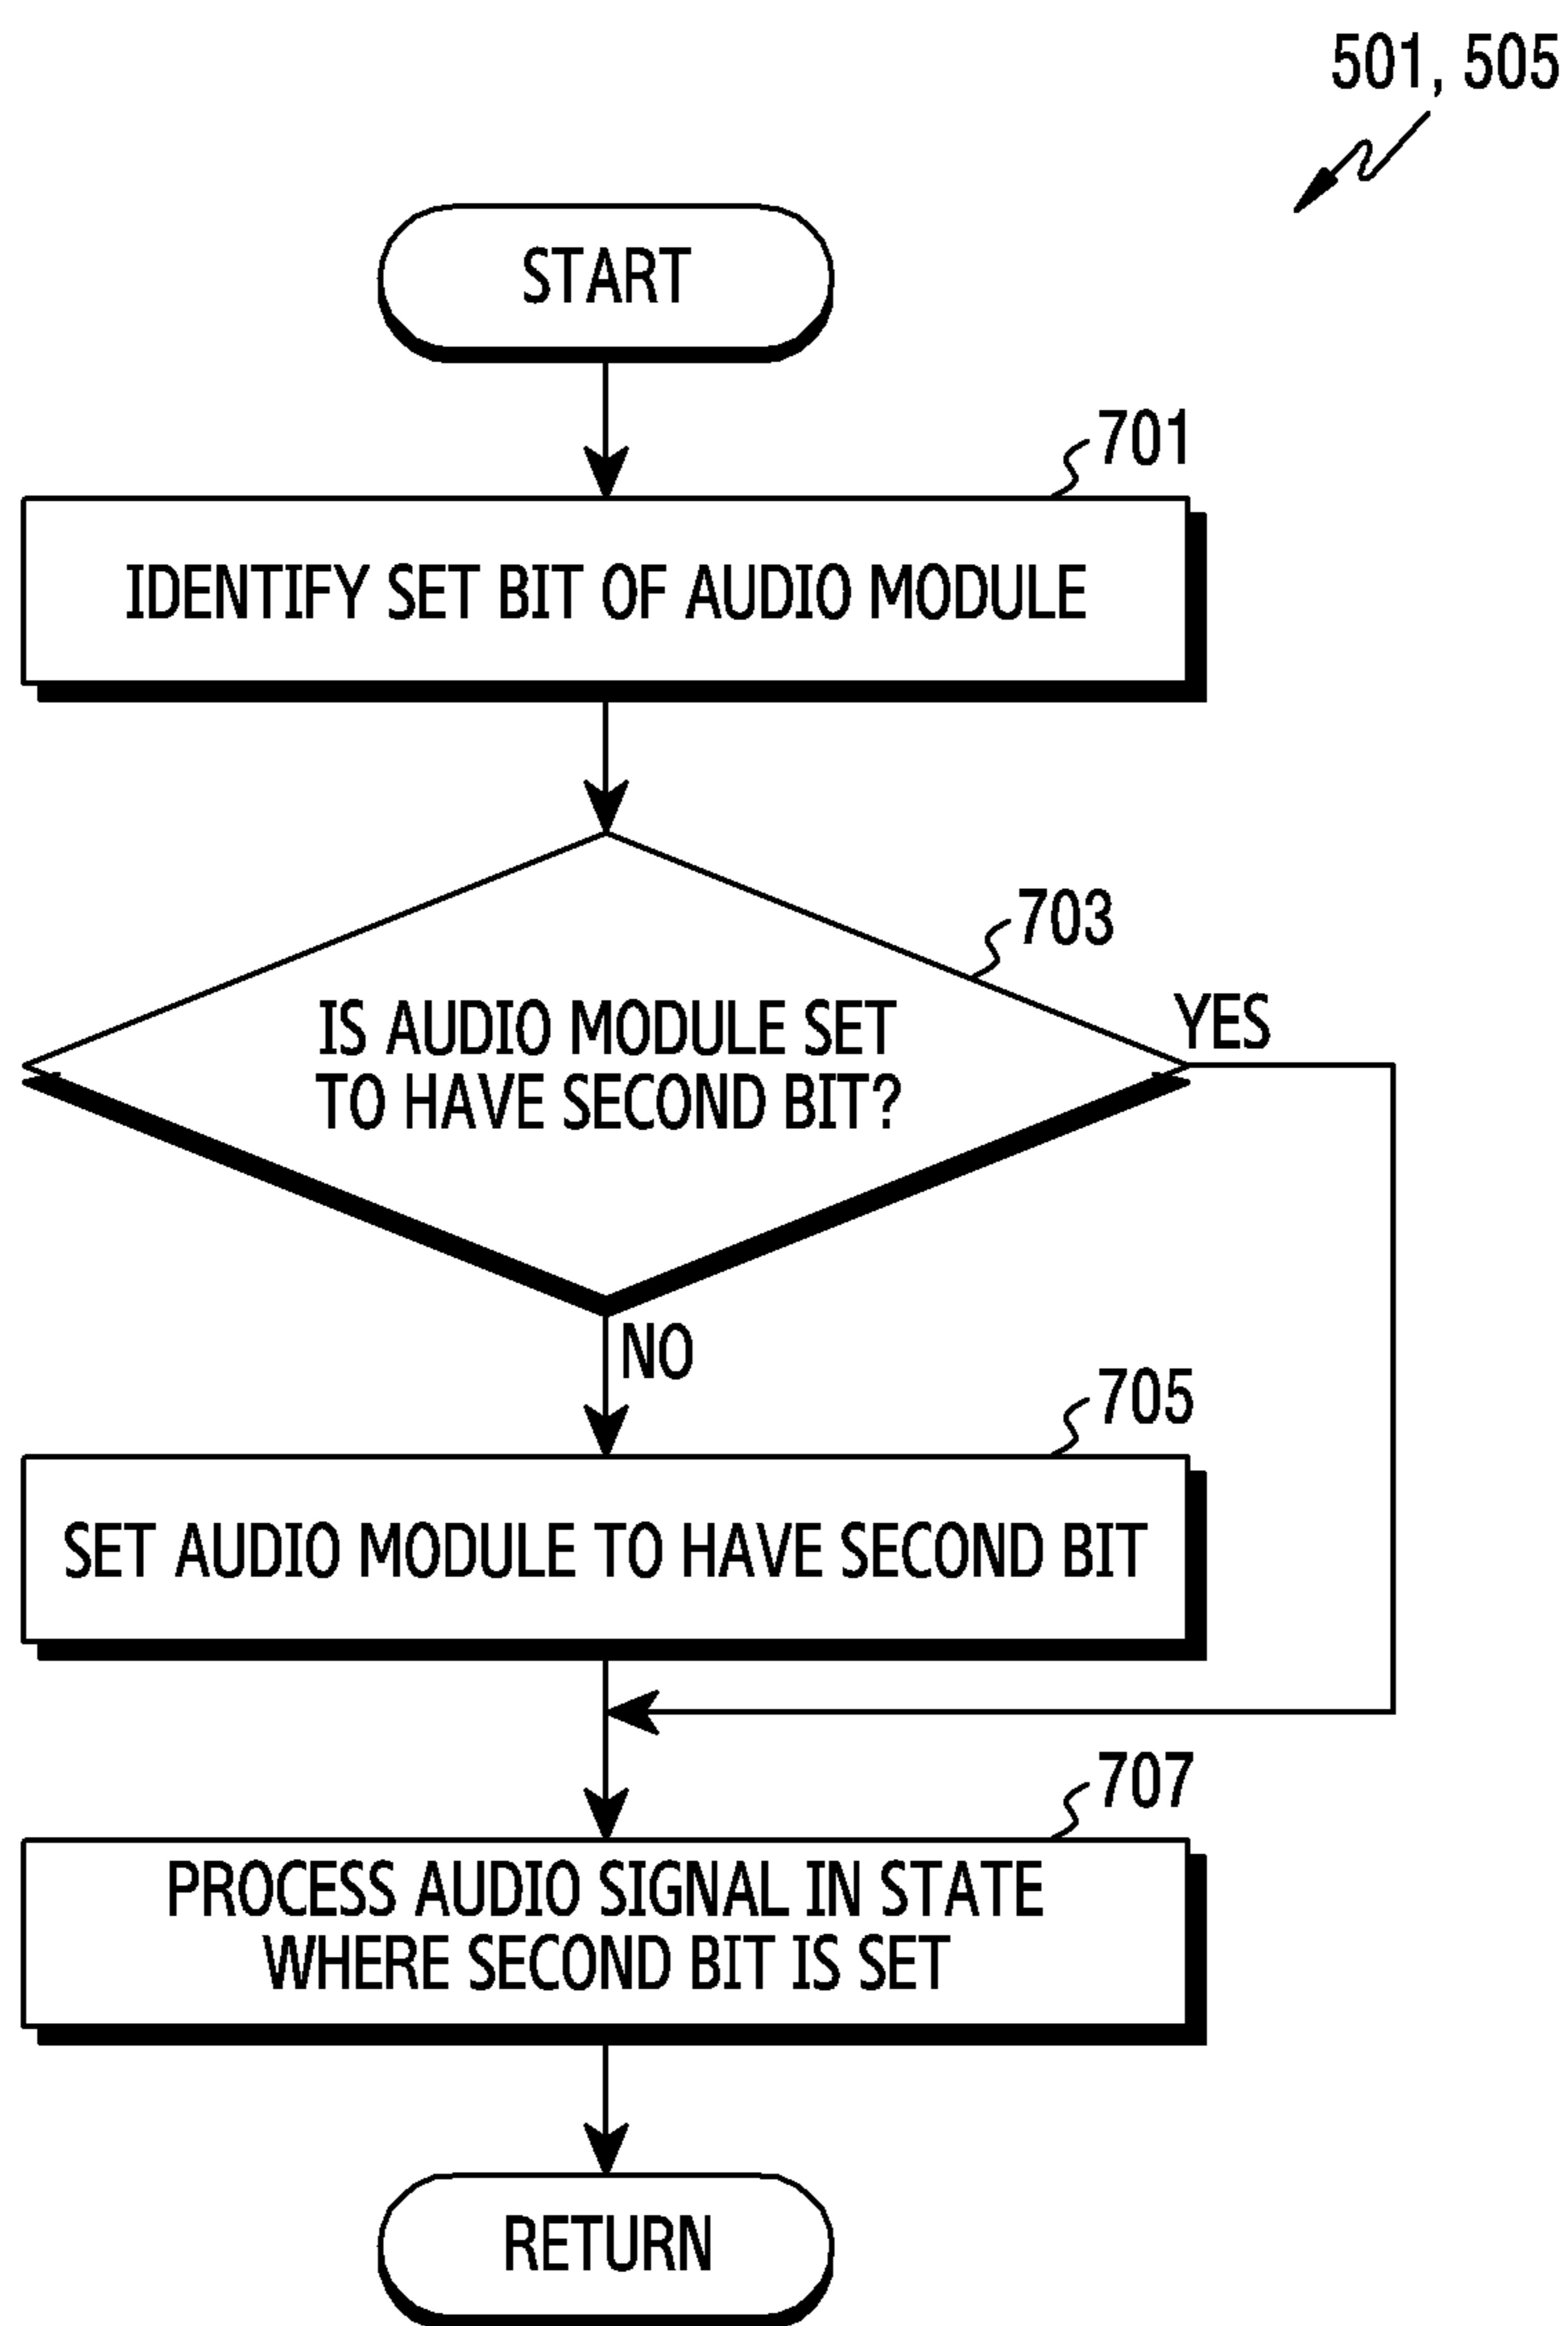 501, 505
START
701
IDENTIFY SET BIT OF AUDIO MODULE
703
IS AUDIO MODULE SET
TO HAVE SECOND BIT?
YES
NO
705
SET AUDIO MODULE TO HAVE SECOND BIT
707
PROCESS AUDIO SIGNAL IN STATE
WHERE SECOND BIT IS SET
RETURN